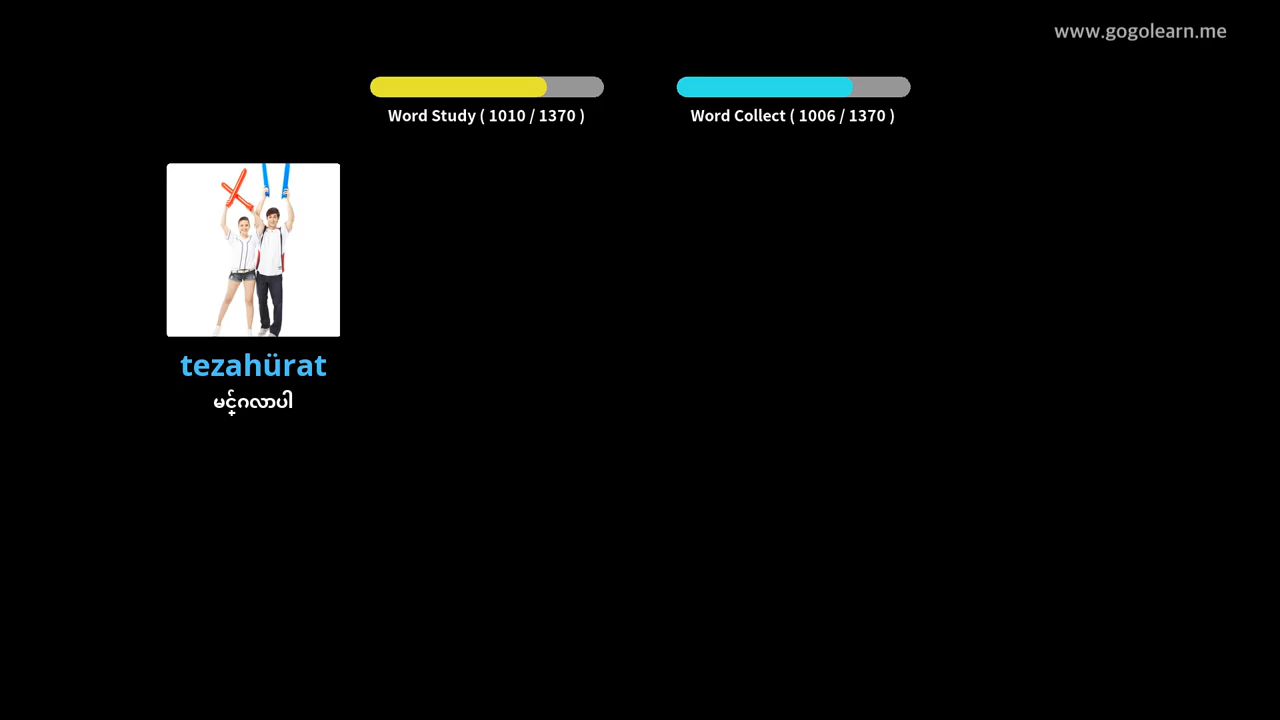 www.gogolearn.me
Word Study ( 1010 / 1370 )
Word Collect ( 1006 / 1370 )
tezahürat
မင်္ဂလာပါ